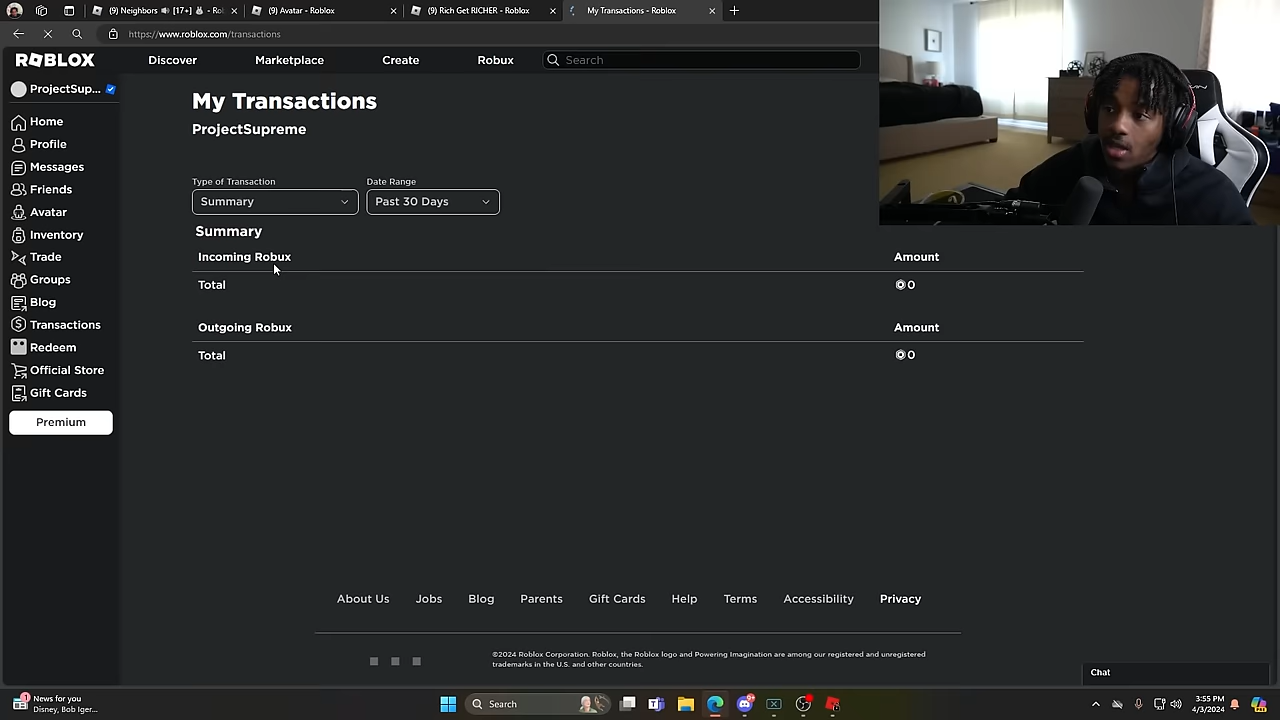 (9) Neighbors 🔊 [17+] 🐰 - Rol
(9) Avatar - Roblox
(9) Rich Get RICHER - Roblox
My Transactions - Roblox
https://www.roblox.com/transactions
ROBLOX
Discover
Marketplace
Create
Robux
Search
ProjectSup...
Home
Profile
Messages
Friends
Avatar
Inventory
Trade
Groups
Blog
Transactions
Redeem
Official Store
Gift Cards
Premium
My Transactions
ProjectSupreme
Type of Transaction
Date Range
Summary
Past 30 Days
Summary
Incoming Robux Amount
Total 0
Outgoing Robux Amount
Total 0
About Us Jobs Blog Parents Gift Cards Help Terms Accessibility Privacy
©2024 Roblox Corporation. Roblox, the Roblox logo and Powering Imagination are among our registered and unregistered
trademarks in the U.S. and other countries.
Chat
1
News for you
Disney, Bob Iger...
Search
3:55 PM
4/3/2024